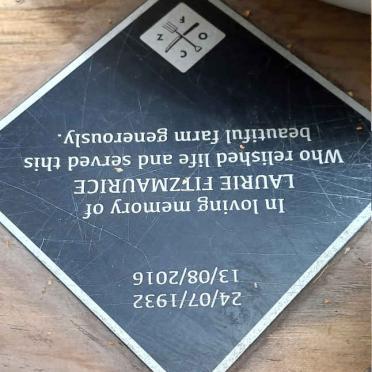 24/07/1932
13/08/2016
In loving memory of
LAURIE FITZMAURICE
Who relished life and served this
beautiful farm generously.